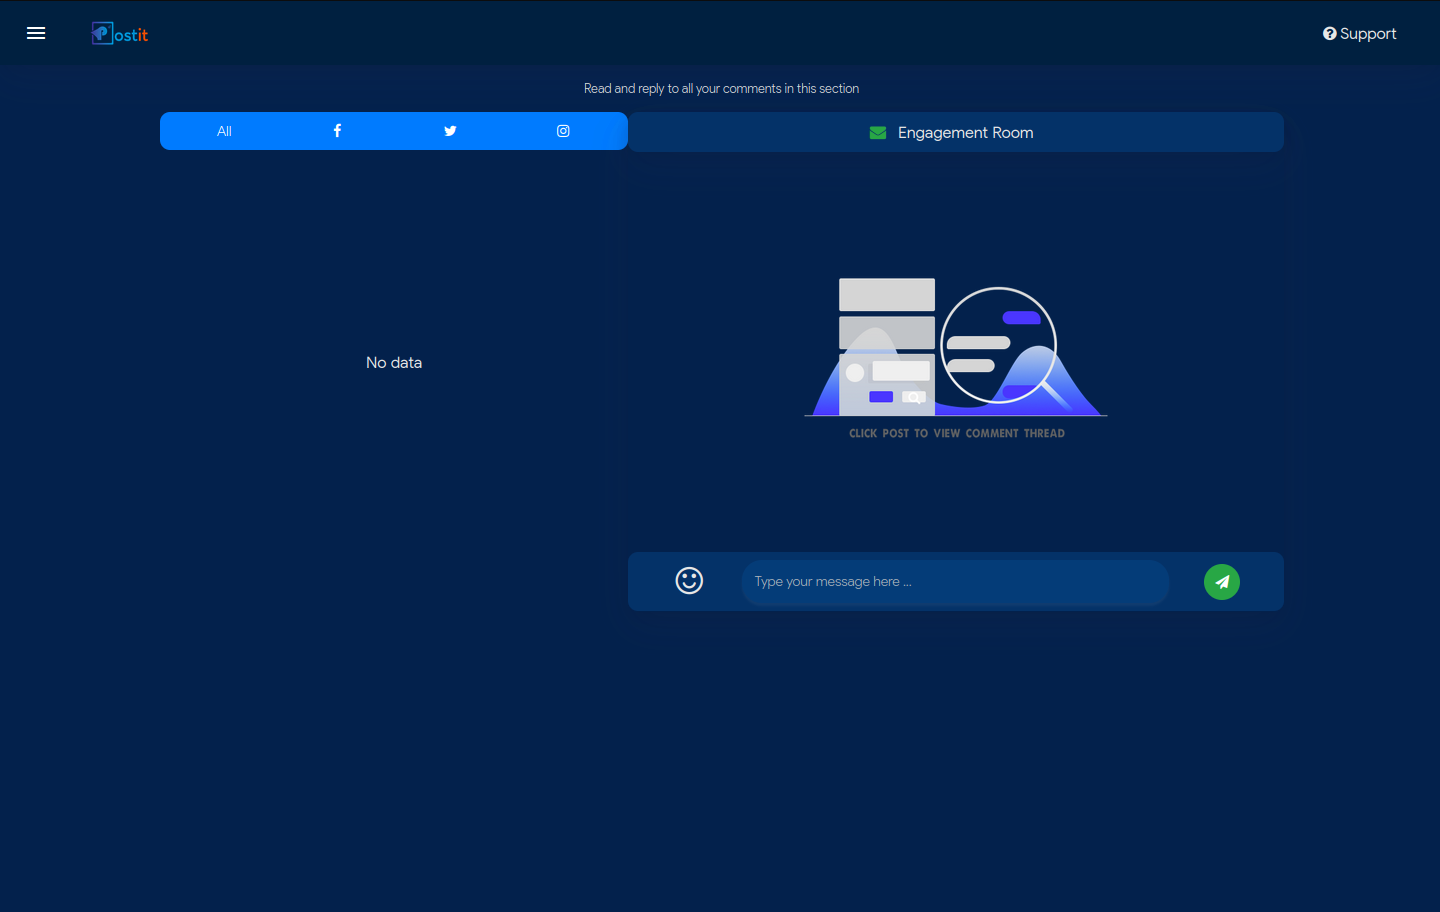 Postit
Support
Read and reply to all your comments in this section
All
Engagement Room
No data
CLICK POST TO VIEW COMMENT THREAD
Type your message here ...